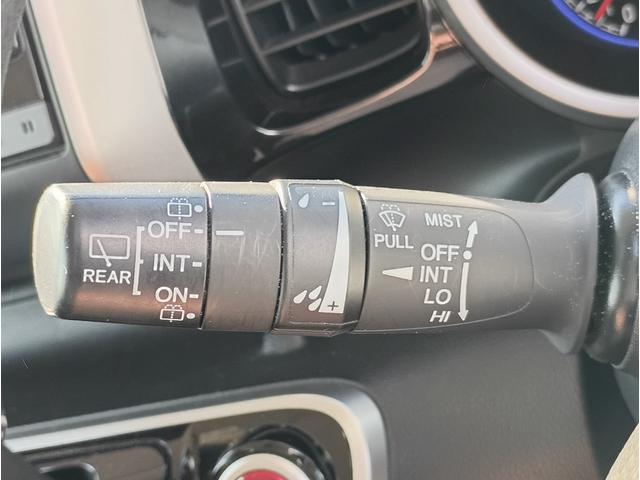 OFF
INT
ON
REAR
- +
PULL
MIST
OFF
INT
LO
HI